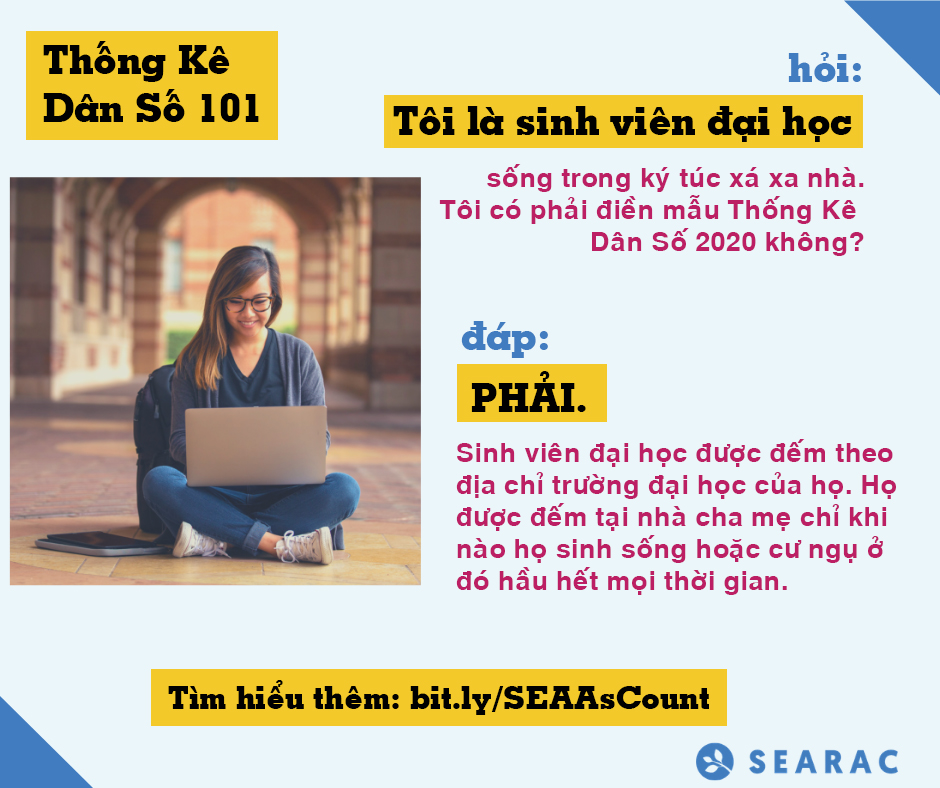 Thống Kê
Dân Số 101
hỏi:
Tôi là sinh viên đại học
sống trong ký túc xá xa nhà.
Tôi có phải điền mẫu Thống Kê
Dân Số 2020 không?
đáp:
PHẢI.
Sinh viên đại học được đếm theo
địa chỉ trường đại học của họ. Họ
được đếm tại nhà cha mẹ chỉ khi
nào họ sinh sống hoặc cư ngụ ở
đó hầu hết mọi thời gian.
Tìm hiểu thêm: bit.ly/SEAAsCount
SEARAC